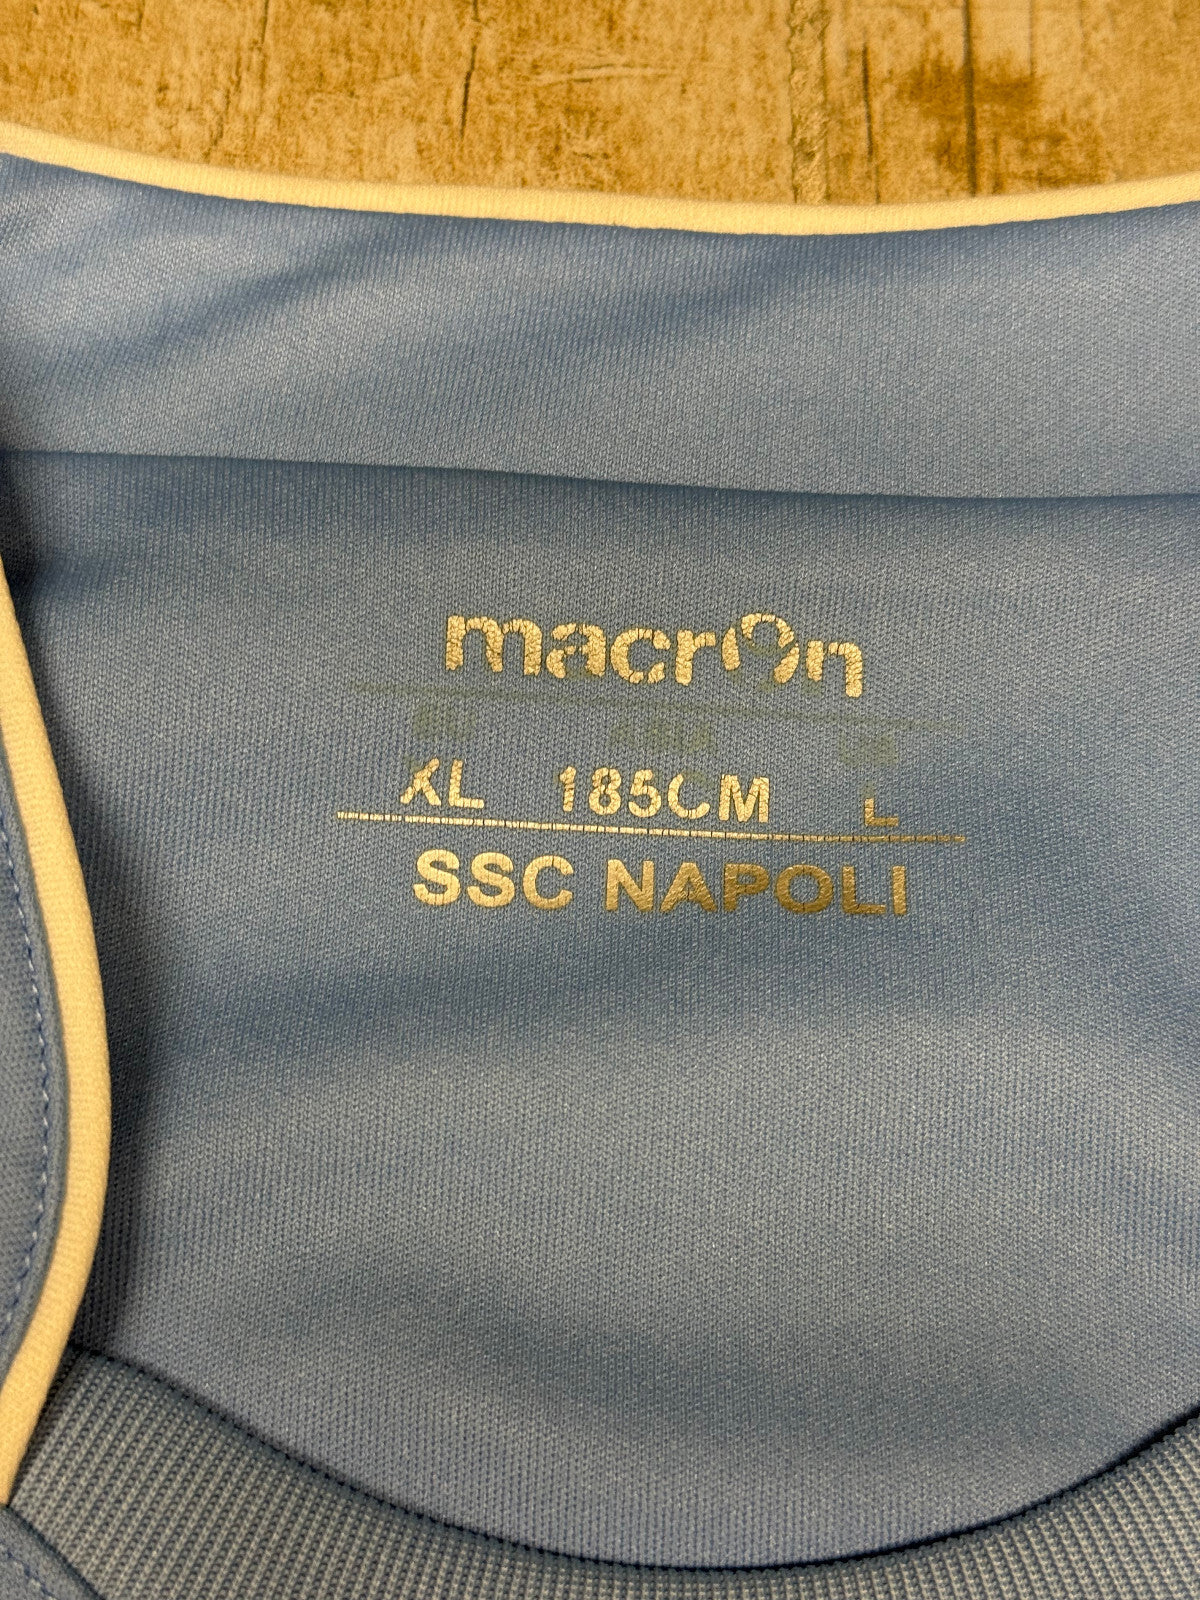 macron
XL 185CM L
SSC NAPOLI